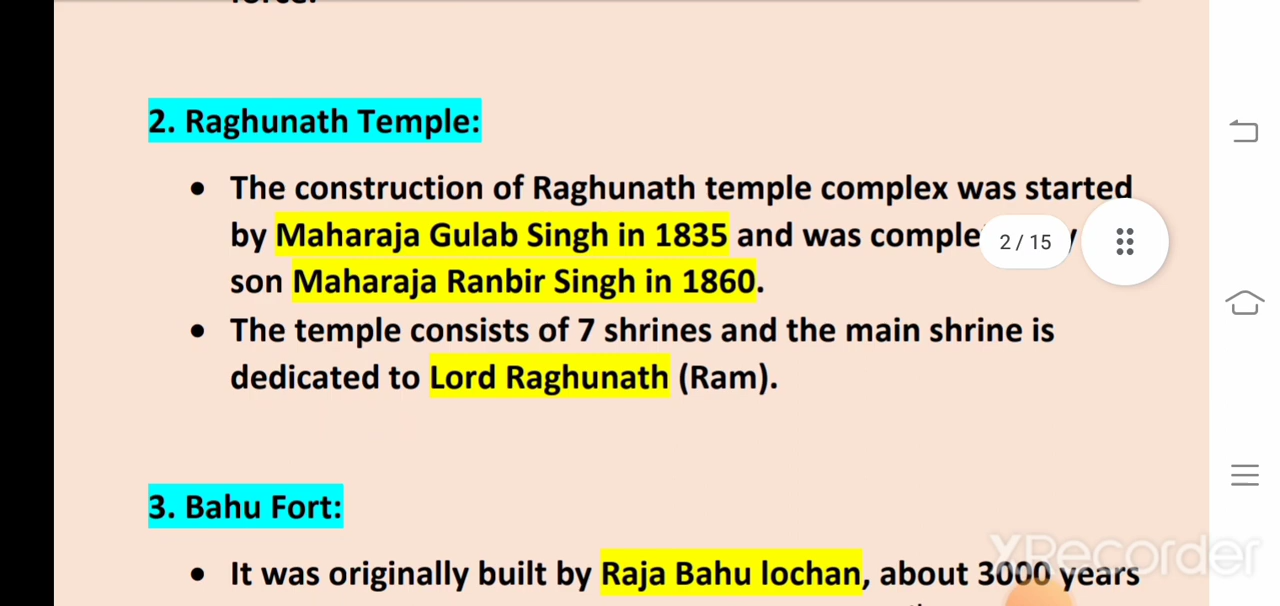 2. Raghunath Temple:
• The construction of Raghunath temple complex was started
by Maharaja Gulab Singh in 1835 and was
son Maharaja Ranbir Singh in 1860.
2 / 15
• The temple consists of 7 shrines and the main shrine is
dedicated to Lord Raghunath (Ram).
3. Bahu Fort:
• It was originally built by Raja Bahu lochan, about 3000 years
XRecorder